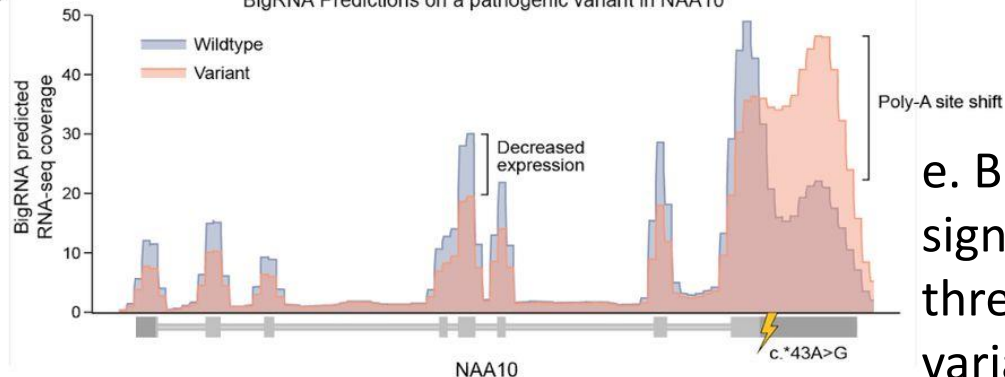 BigRNA Predictions on a pathogenic variant in NAA10
50
40
30
20
10
0
BigRNA predicted
RNA-seq coverage
Wildtype
Variant
Decreased
expression
Poly-A site shift
c.*43A>G
NAA10
e. B
sign
thre
varia